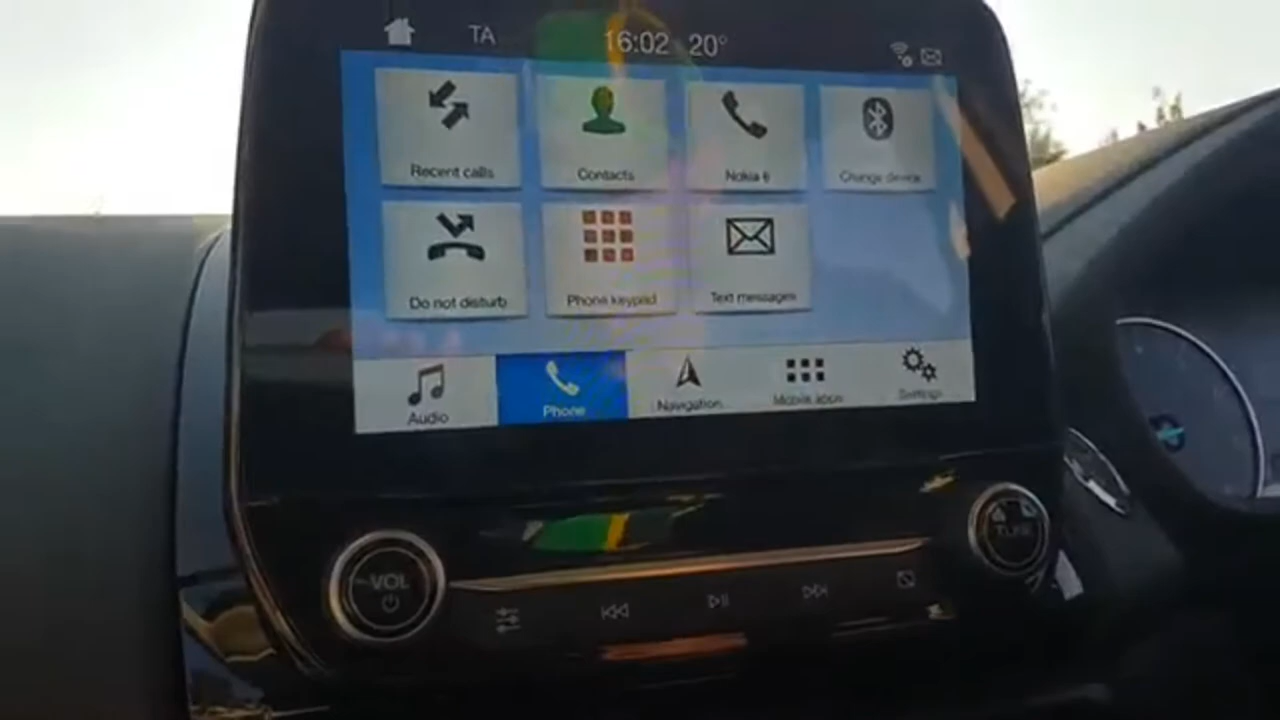 TA 16:02 20°
Recent calls Contacts Nokia 6 Change device
Do not disturb Phone keypad Text messages
Audio Phone Navigation Mobile apps Settings
VOL TUNE